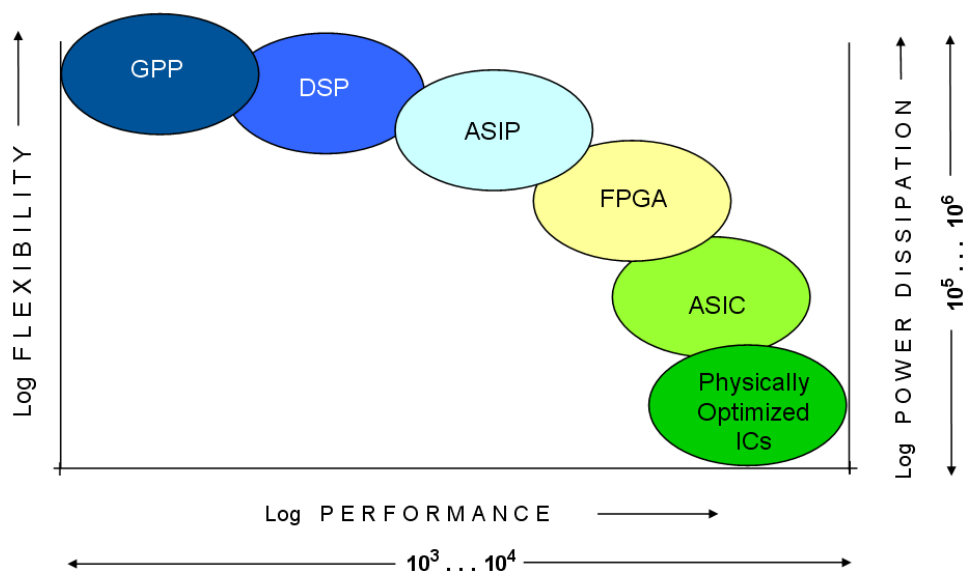 GPP
DSP
ASIP
FPGA
ASIC
Physically
Optimized
ICs
Log FLEXIBILITY
Log POWER DISSIPATION
10⁵ . . . 10⁶
Log PERFORMANCE
10³ . . . 10⁴